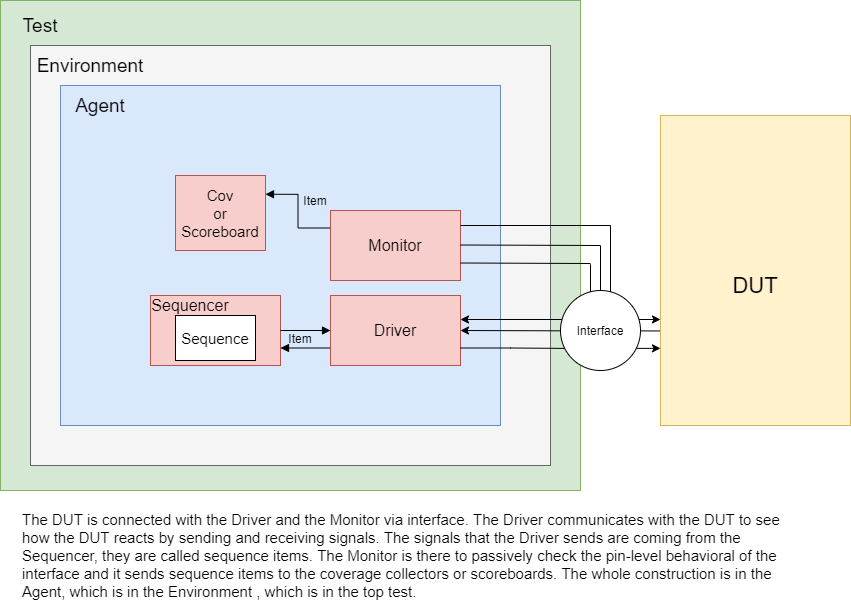 Test
Environment
Agent
Cov
or
Scoreboard
Item
Monitor
Sequencer
Sequence
Item
Driver
Interface
DUT
The DUT is connected with the Driver and the Monitor via interface. The Driver communicates with the DUT to see
how the DUT reacts by sending and receiving signals. The signals that the Driver sends are coming from the
Sequencer, they are called sequence items. The Monitor is there to passively check the pin-level behavioral of the
interface and it sends sequence items to the coverage collectors or scoreboards. The whole construction is in the
Agent, which is in the Environment , which is in the top test.